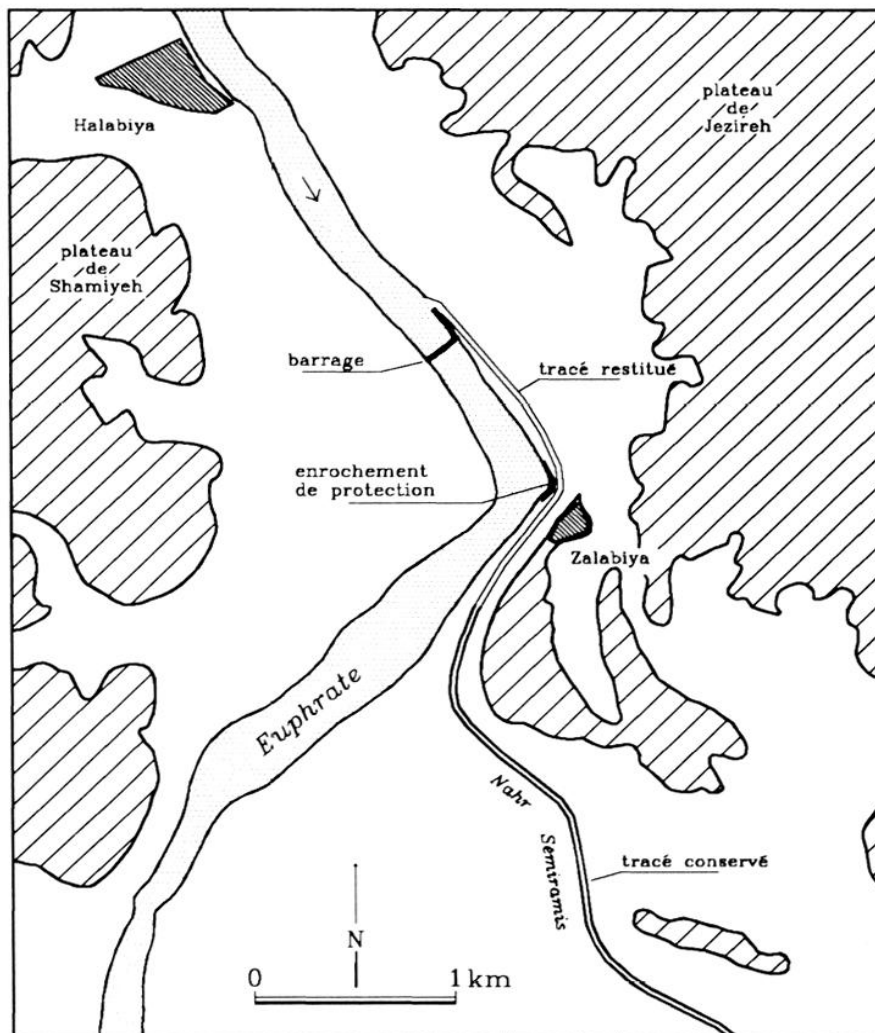 plateau
de
Jezireh
Halabiya
plateau
de
Shamiyeh
barrage
tracé restitué
enrochement
de protection
Zalabiya
Euphrate
Nahr
Semiramis
tracé conservé
N
0
1 km